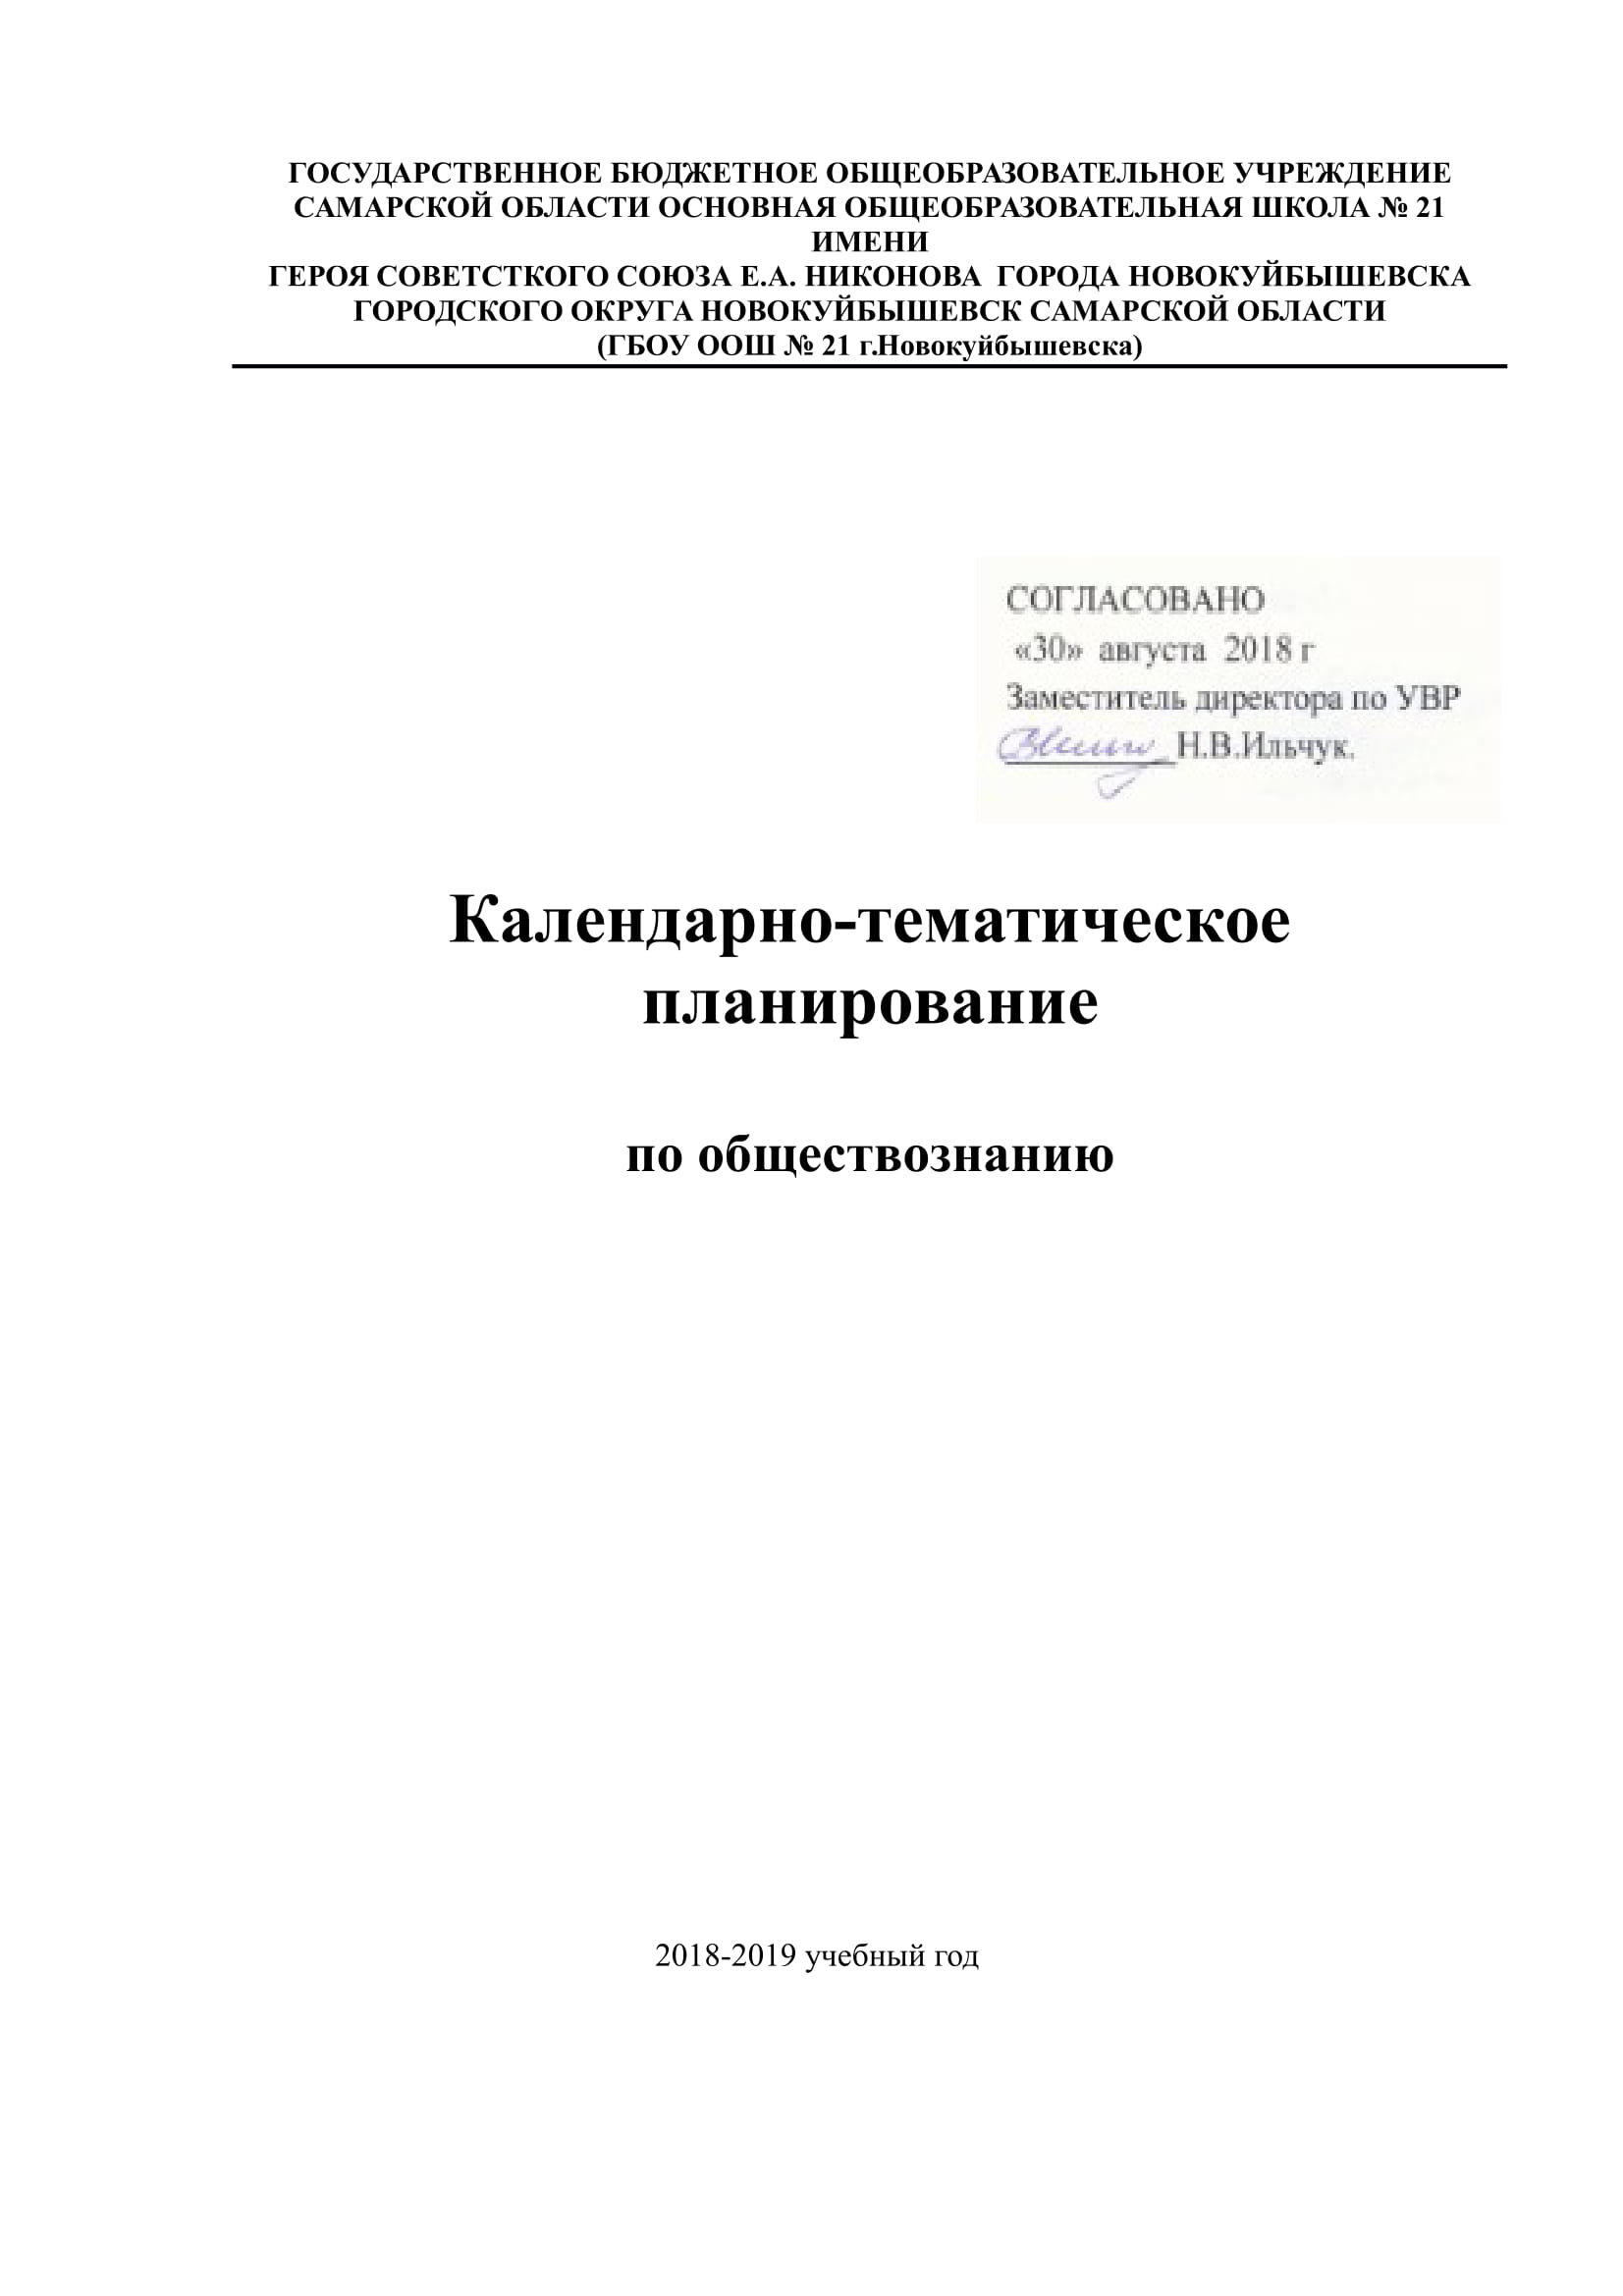 ГОСУДАРСТВЕННОЕ БЮДЖЕТНОЕ ОБЩЕОБРАЗОВАТЕЛЬНОЕ УЧРЕЖДЕНИЕ
САМАРСКОЙ ОБЛАСТИ ОСНОВНАЯ ОБЩЕОБРАЗОВАТЕЛЬНАЯ ШКОЛА № 21
ИМЕНИ
ГЕРОЯ СОВЕТСТКОГО СОЮЗА Е.А. НИКОНОВА ГОРОДА НОВОКУЙБЫШЕВСКА
ГОРОДСКОГО ОКРУГА НОВОКУЙБЫШЕВСК САМАРСКОЙ ОБЛАСТИ
(ГБОУ ООШ № 21 г.Новокуйбышевска)
СОГЛАСОВАНО
«30» августа 2018 г
Заместитель директора по УВР
Н.В.Ильчук.
Календарно-тематическое
планирование
по обществознанию
2018-2019 учебный год